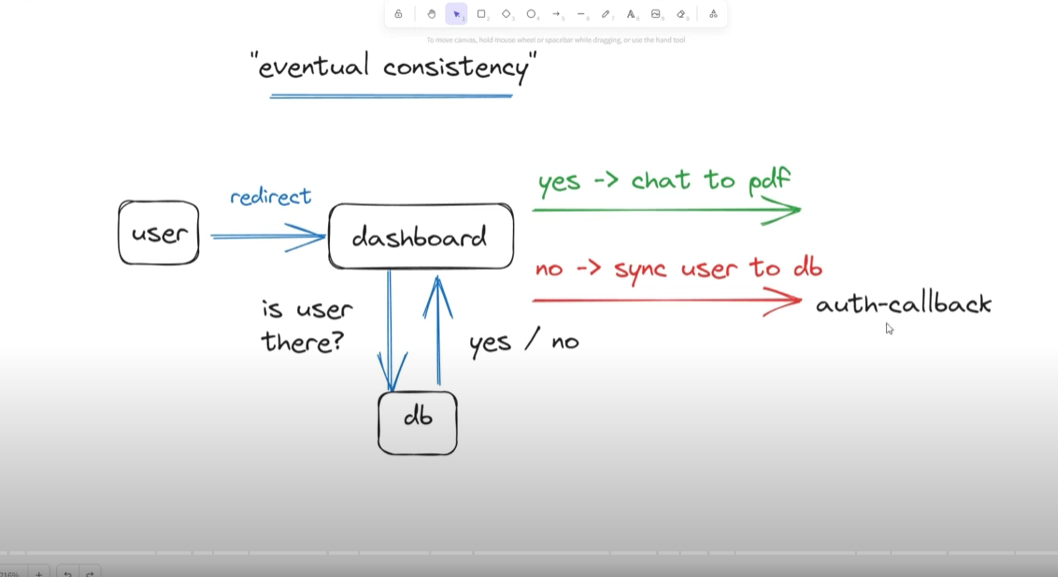 To move canvas, hold mouse wheel or spacebar while dragging, or use the hand tool
"eventual consistency"
redirect
user
dashboard
yes -> chat to pdf
no -> sync user to db
auth-callback
is user
there?
yes / no
db